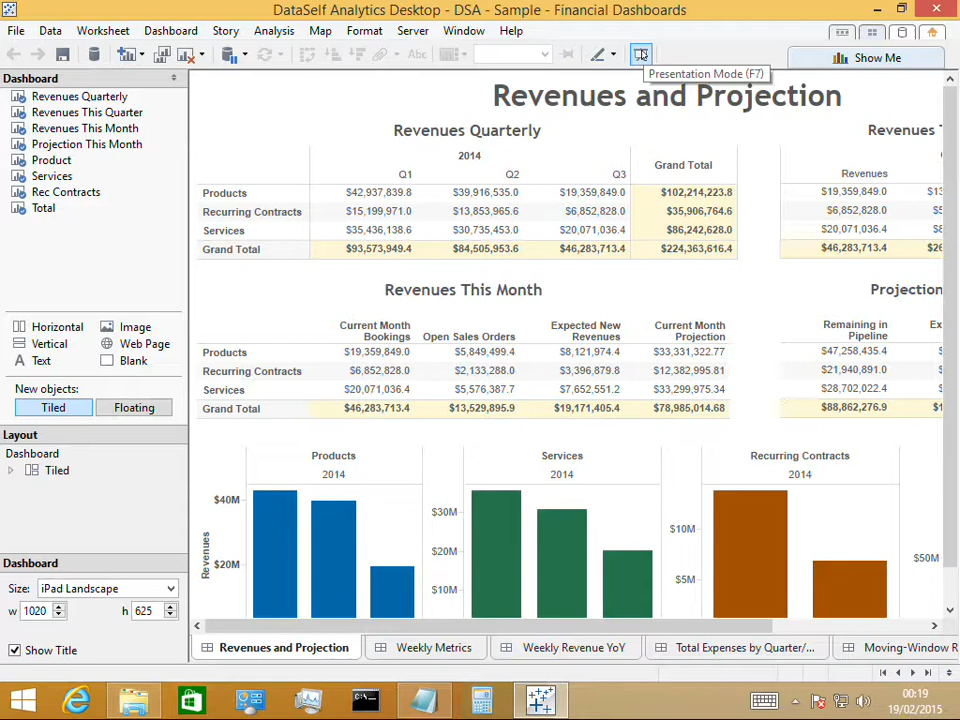 DataSelf Analytics Desktop - DSA - Sample - Financial Dashboards
File Data Worksheet Dashboard Story Analysis Map Format Server Window Help
Abc
Show Me
Presentation Mode (F7)
Dashboard
Revenues Quarterly
Revenues This Quarter
Revenues This Month
Projection This Month
Product
Services
Rec Contracts
Total
Horizontal Image
Vertical Web Page
A Text Blank
New objects:
Tiled Floating
Layout
Dashboard
Tiled
Dashboard
Size: iPad Landscape
w 1020 h 625
Show Title
Revenues and Projection
Revenues Quarterly
2014
Q1 Q2 Q3 Grand Total
Products $42,937,839.8 $39,916,535.0 $19,359,849.0 $102,214,223.8
Recurring Contracts $15,199,971.0 $13,853,965.6 $6,852,828.0 $35,906,764.6
Services $35,436,138.6 $30,735,453.0 $20,071,036.4 $86,242,628.0
Grand Total $93,573,949.4 $84,505,953.6 $46,283,713.4 $224,363,616.4
Revenues
Revenues
$19,359,849.0
$6,852,828.0
$20,071,036.4
$46,283,713.4
Revenues This Month
Current Month Bookings Open Sales Orders Expected New Revenues Current Month Projection
Products $19,359,849.0 $5,849,499.4 $8,121,974.4 $33,331,322.77
Recurring Contracts $6,852,828.0 $2,133,288.0 $3,396,879.8 $12,382,995.81
Services $20,071,036.4 $5,576,387.7 $7,652,551.2 $33,299,975.34
Grand Total $46,283,713.4 $13,529,895.9 $19,171,405.4 $78,985,014.68
Projection
Remaining in Pipeline
$47,258,435.4
$21,940,891.0
$28,702,022.4
$88,862,276.9
Products
2014
Revenues
$40M
$20M
Services
2014
$30M
$20M
$10M
Recurring Contracts
2014
$10M
$5M
$50M
Revenues and Projection Weekly Metrics Weekly Revenue YoY Total Expenses by Quarter/... Moving-Window R
00:19
19/02/2015